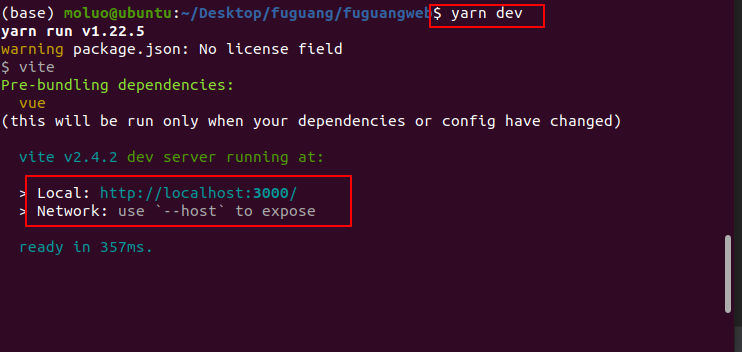 (base) moluo@ubuntu:~/Desktop/fuguang/fuguangweb$ yarn dev
yarn run v1.22.5
warning package.json: No license field
$ vite
Pre-bundling dependencies:
  vue
(this will be run only when your dependencies or config have changed)
  vite v2.4.2 dev server running at:
  > Local: http://localhost:3000/
  > Network: use `--host` to expose
  ready in 357ms.